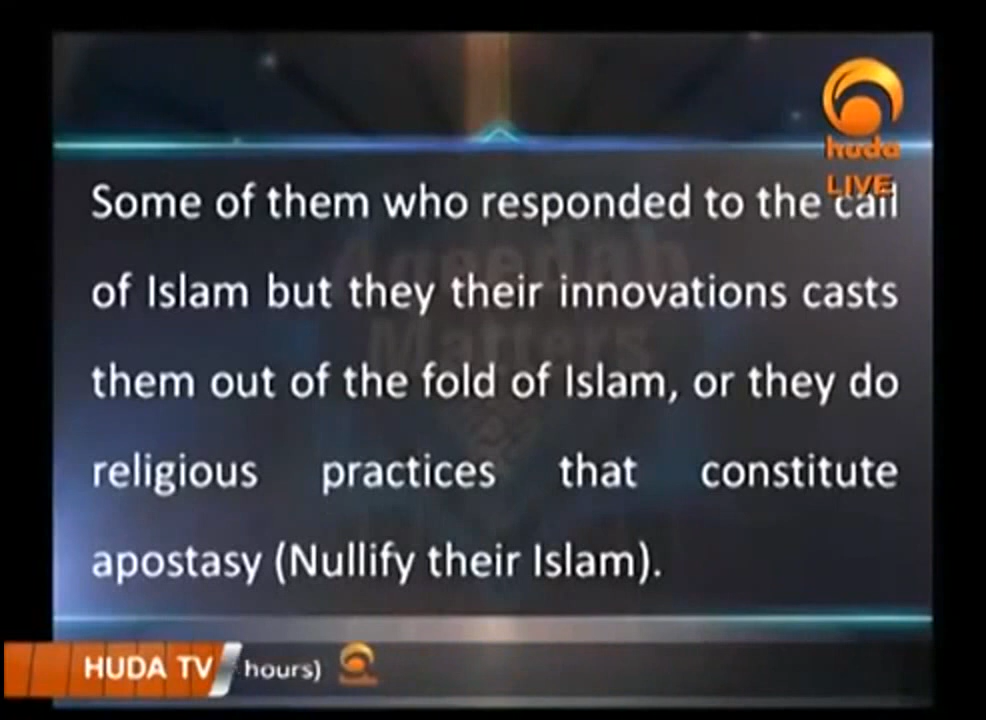 huda
LIVE
Some of them who responded to the call
of Islam but they their innovations casts
them out of the fold of Islam, or they do
religious practices that constitute
apostasy (Nullify their Islam).
Aqeedah
Matters
HUDA TV
hours)